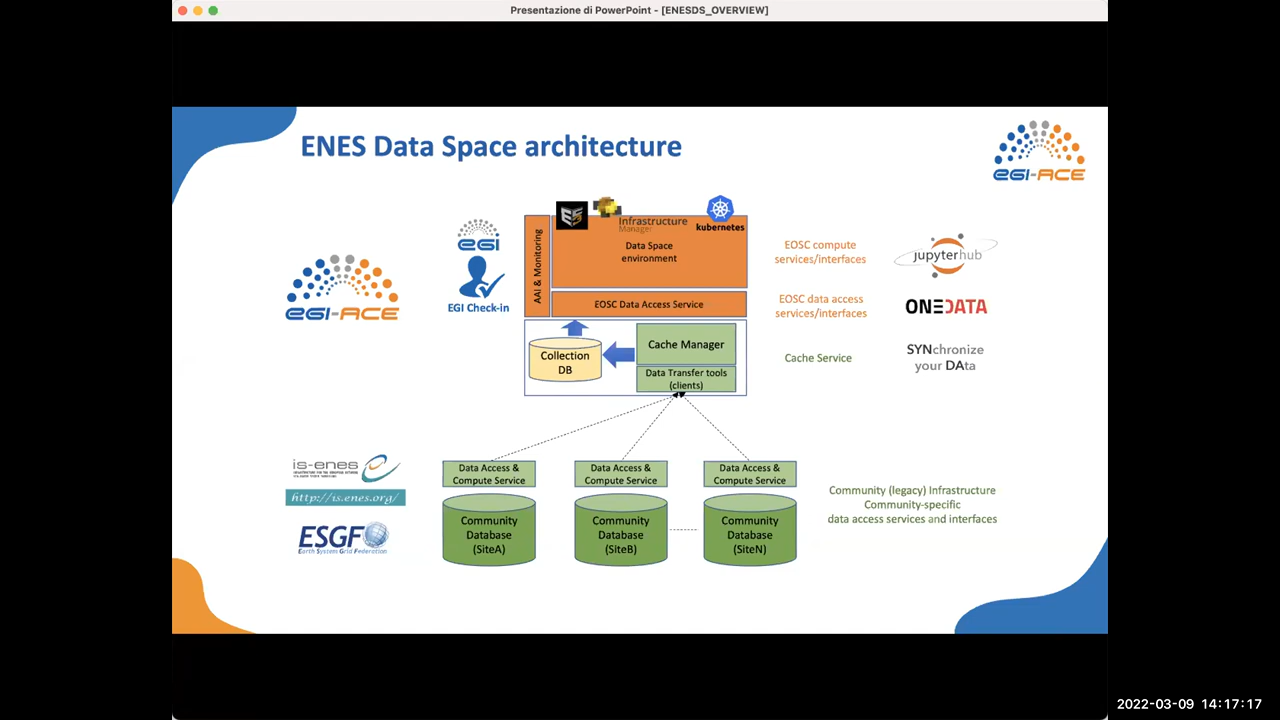 Presentazione di PowerPoint - [ENESDS_OVERVIEW]
ENES Data Space architecture
EGI-ACE
EGI-ACE
EGI
EGI Check-in
AAI & Monitoring
ES
Infrastructure
Manager
kubernetes
Data Space
environment
EOSC Data Access Service
Collection
DB
Cache Manager
Data Transfer tools
(clients)
EOSC compute
services/interfaces
jupyterhub
EOSC data access
services/interfaces
ONEDATA
Cache Service
SYNchronize
your DAta
is-enes
http://is.enes.org/
ESGF
Earth System Grid Federation
Data Access &
Compute Service
Community
Database
(SiteA)
Data Access &
Compute Service
Community
Database
(SIteB)
Data Access &
Compute Service
Community
Database
(SIteN)
Community (legacy) Infrastructure
Community-specific
data access services and interfaces
2022-03-09 14:17:17